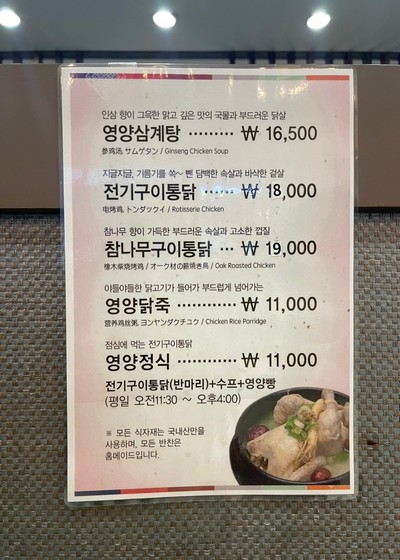 인삼 향이 그윽한 맑고 깊은 맛의 국물과 부드러운 닭살
영양삼계탕 ········· ₩ 16,500
参鸡汤, サムゲタン / Ginseng Chicken Soup
지글지글, 기름기를 쏙~ 뺀 담백한 속살과 바삭한 겉살
전기구이통닭 ······ ₩ 18,000
电烤鸡, トンダックイ / Rotisserie Chicken
참나무 향이 가득한 부드러운 속살과 고소한 껍질
참나무구이통닭 ··· ₩ 19,000
橡木柴烧烤鸡 / オーク材の薪焼き鳥 / Oak Roasted Chicken
야들야들한 닭고기가 들어가 부드럽게 넘어가는
영양닭죽 ············ ₩ 11,000
营养鸡丝粥, ヨンヤンダクチュク / Chicken Rice Porridge
점심에 먹는 전기구이통닭
영양정식 ············ ₩ 11,000
전기구이통닭(반마리)+수프+영양빵
(평일 오전11:30 ~ 오후4:00)
※ 모든 식자재는 국내산만을
사용하며, 모든 반찬은
홈메이드입니다.